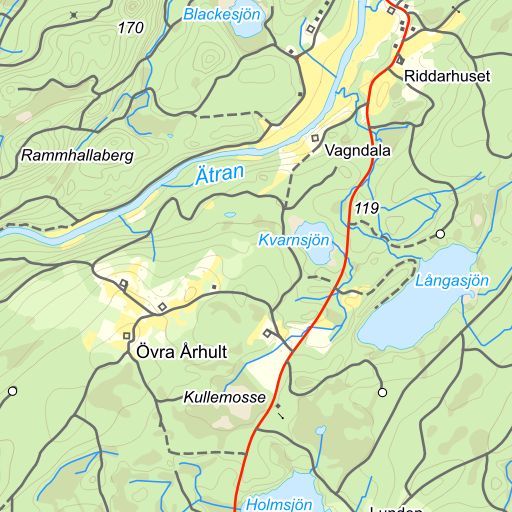 Blackesjön
170
Riddarhuset
Vagndala
Rammhallaberg
Ätran
119
Kvarnsjön
Långasjön
Övra Århult
Kullemosse
Holmsjön